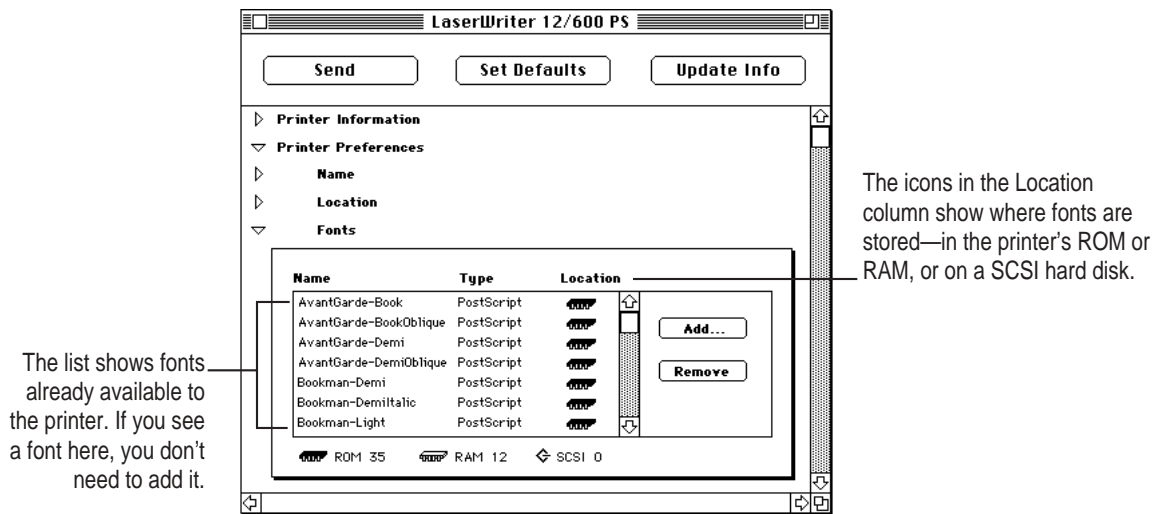 LaserWriter 12/600 PS
Send Set Defaults Update Info
Printer Information
Printer Preferences
Name
Location
Fonts
Name Type Location
AvantGarde-Book PostScript
AvantGarde-BookOblique PostScript
AvantGarde-Demi PostScript
AvantGarde-DemiOblique PostScript
Bookman-Demi PostScript
Bookman-DemiItalic PostScript
Bookman-Light PostScript
Add...
Remove
ROM 35 RAM 12 SCSI 0
The icons in the Location
column show where fonts are
stored—in the printer's ROM or
RAM, or on a SCSI hard disk.
The list shows fonts
already available to
the printer. If you see
a font here, you don't
need to add it.